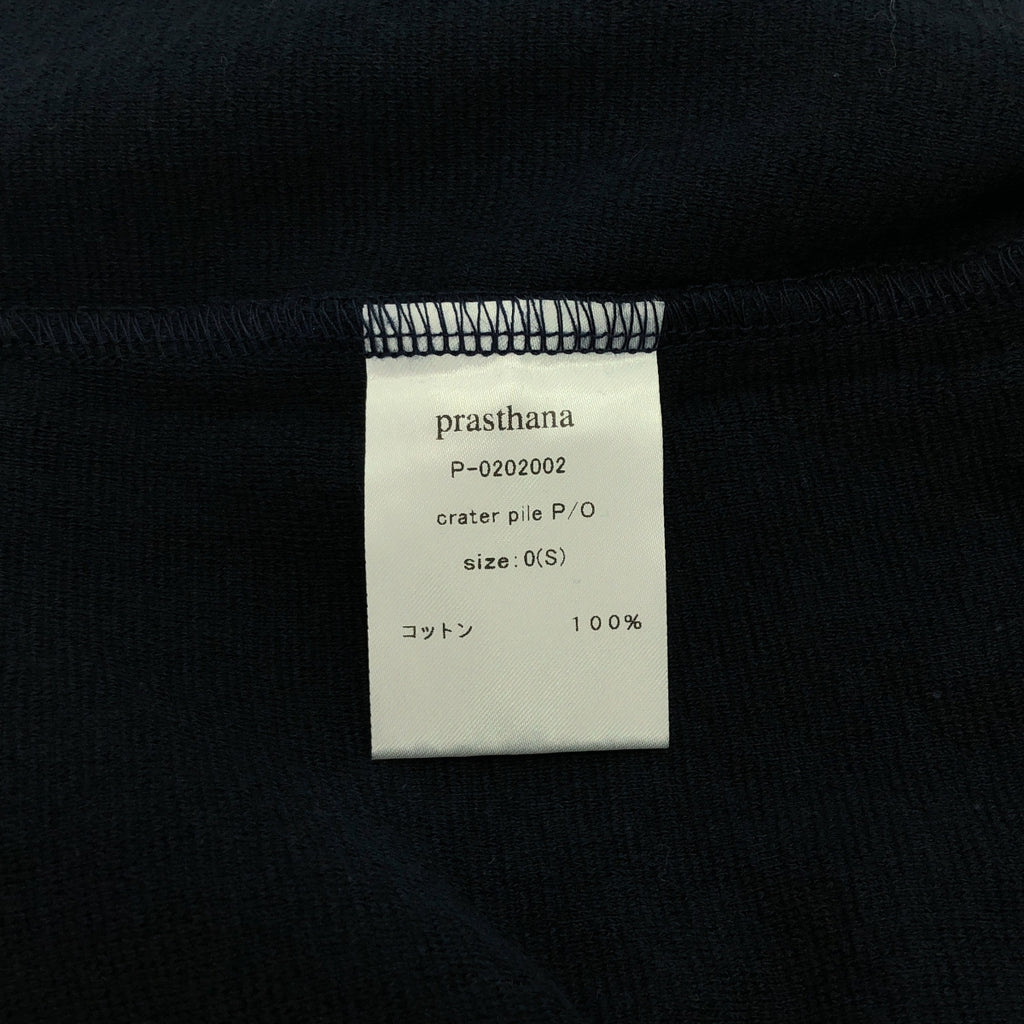 prasthana
P-0202002
crater pile P/O
size:0(S)
コットン 100%